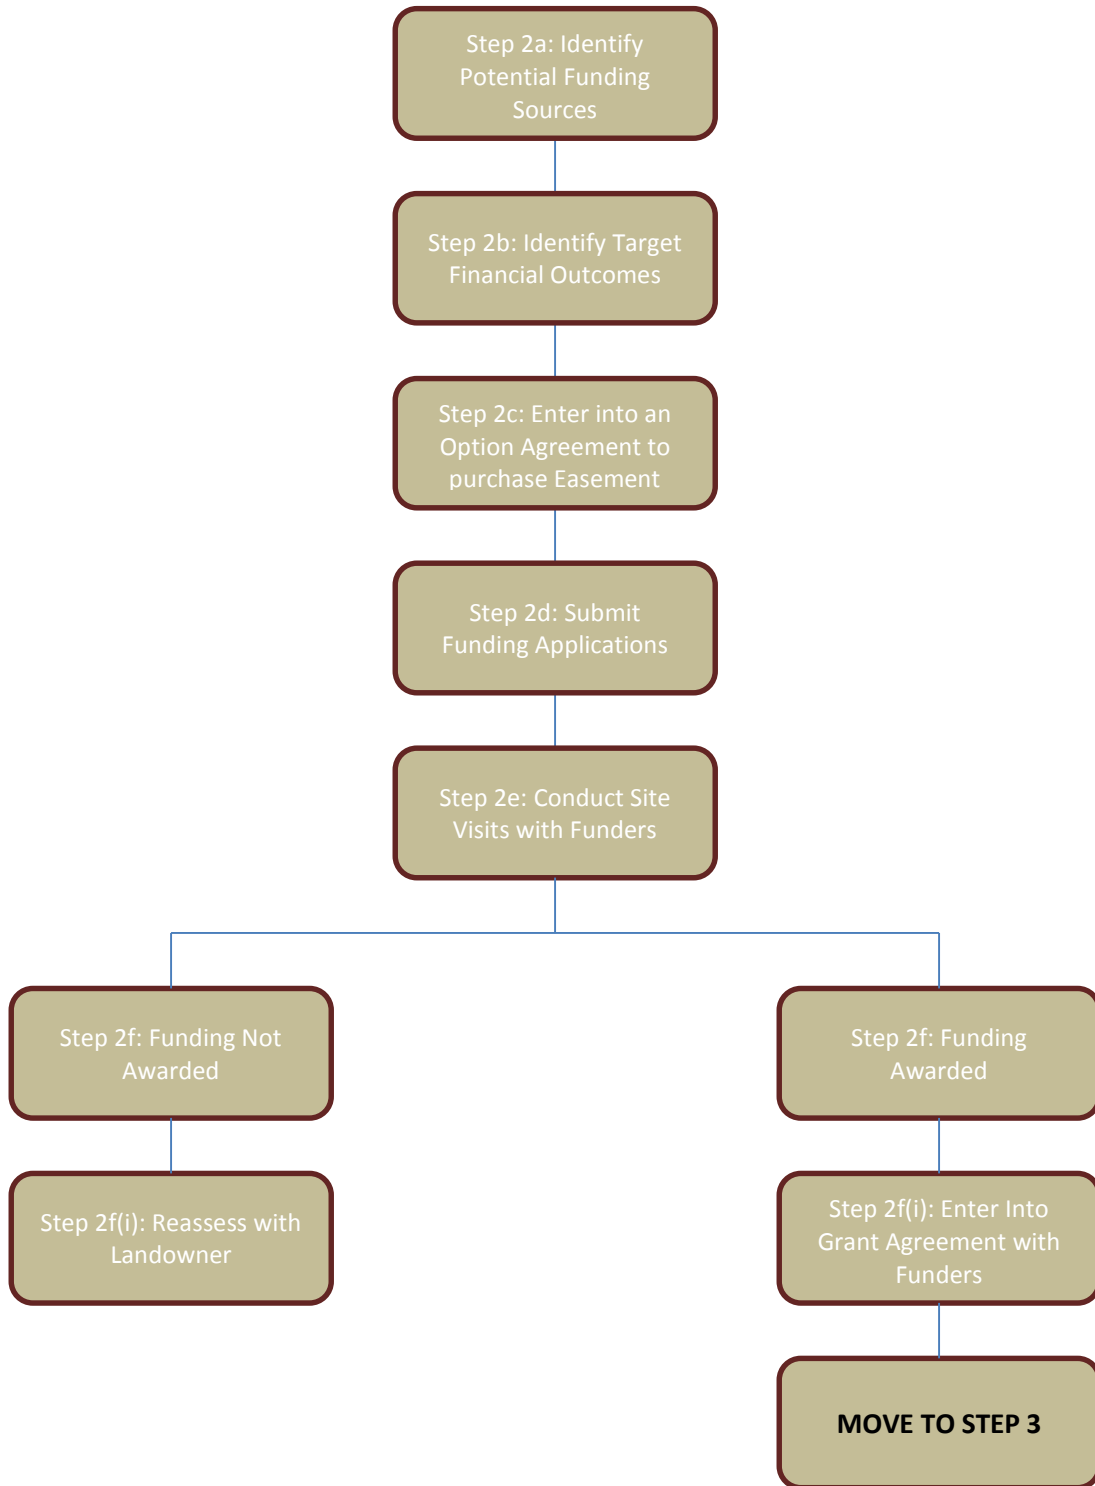 Step 2a: Identify
Potential Funding
Sources
Step 2b: Identify Target
Financial Outcomes
Step 2c: Enter into an
Option Agreement to
purchase Easement
Step 2d: Submit
Funding Applications
Step 2e: Conduct Site
Visits with Funders
Step 2f: Funding Not
Awarded
Step 2f(i): Reassess with
Landowner
Step 2f: Funding
Awarded
Step 2f(i): Enter Into
Grant Agreement with
Funders
MOVE TO STEP 3